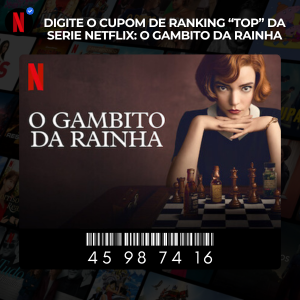 N
DIGITE O CUPOM DE RANKING “TOP” DA
SERIE NETFLIX: O GAMBITO DA RAINHA
N
O GAMBITO
DA RAINHA
45 98 74 16